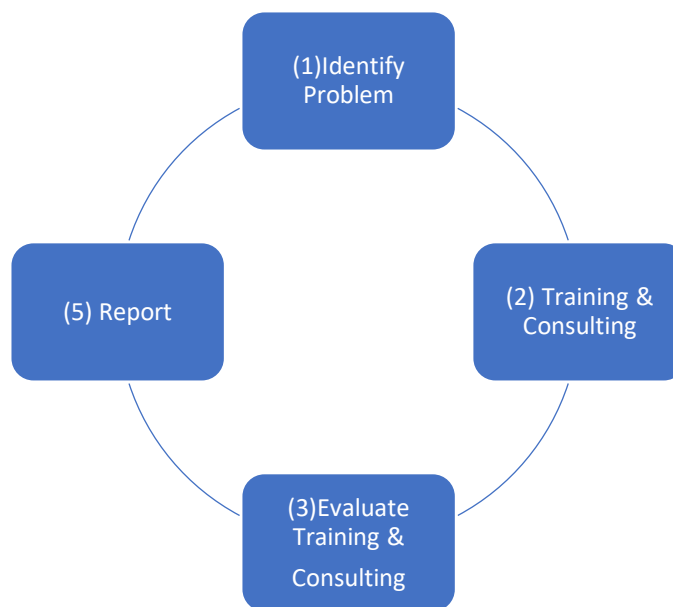 (1)Identify
Problem
(2) Training &
Consulting
(3)Evaluate
Training &
Consulting
(5) Report